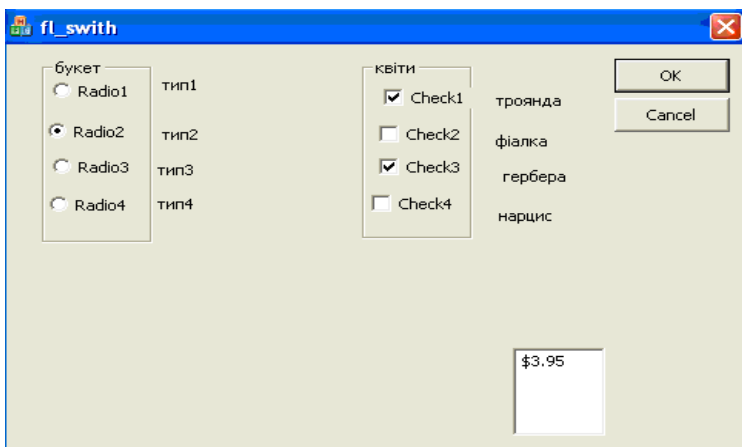 fl_swith
букет
Radio1 тип1
Radio2 тип2
Radio3 тип3
Radio4 тип4
квіти
Check1 троянда
Check2 фіалка
Check3 гербера
Check4 нарцис
OK
Cancel
$3.95